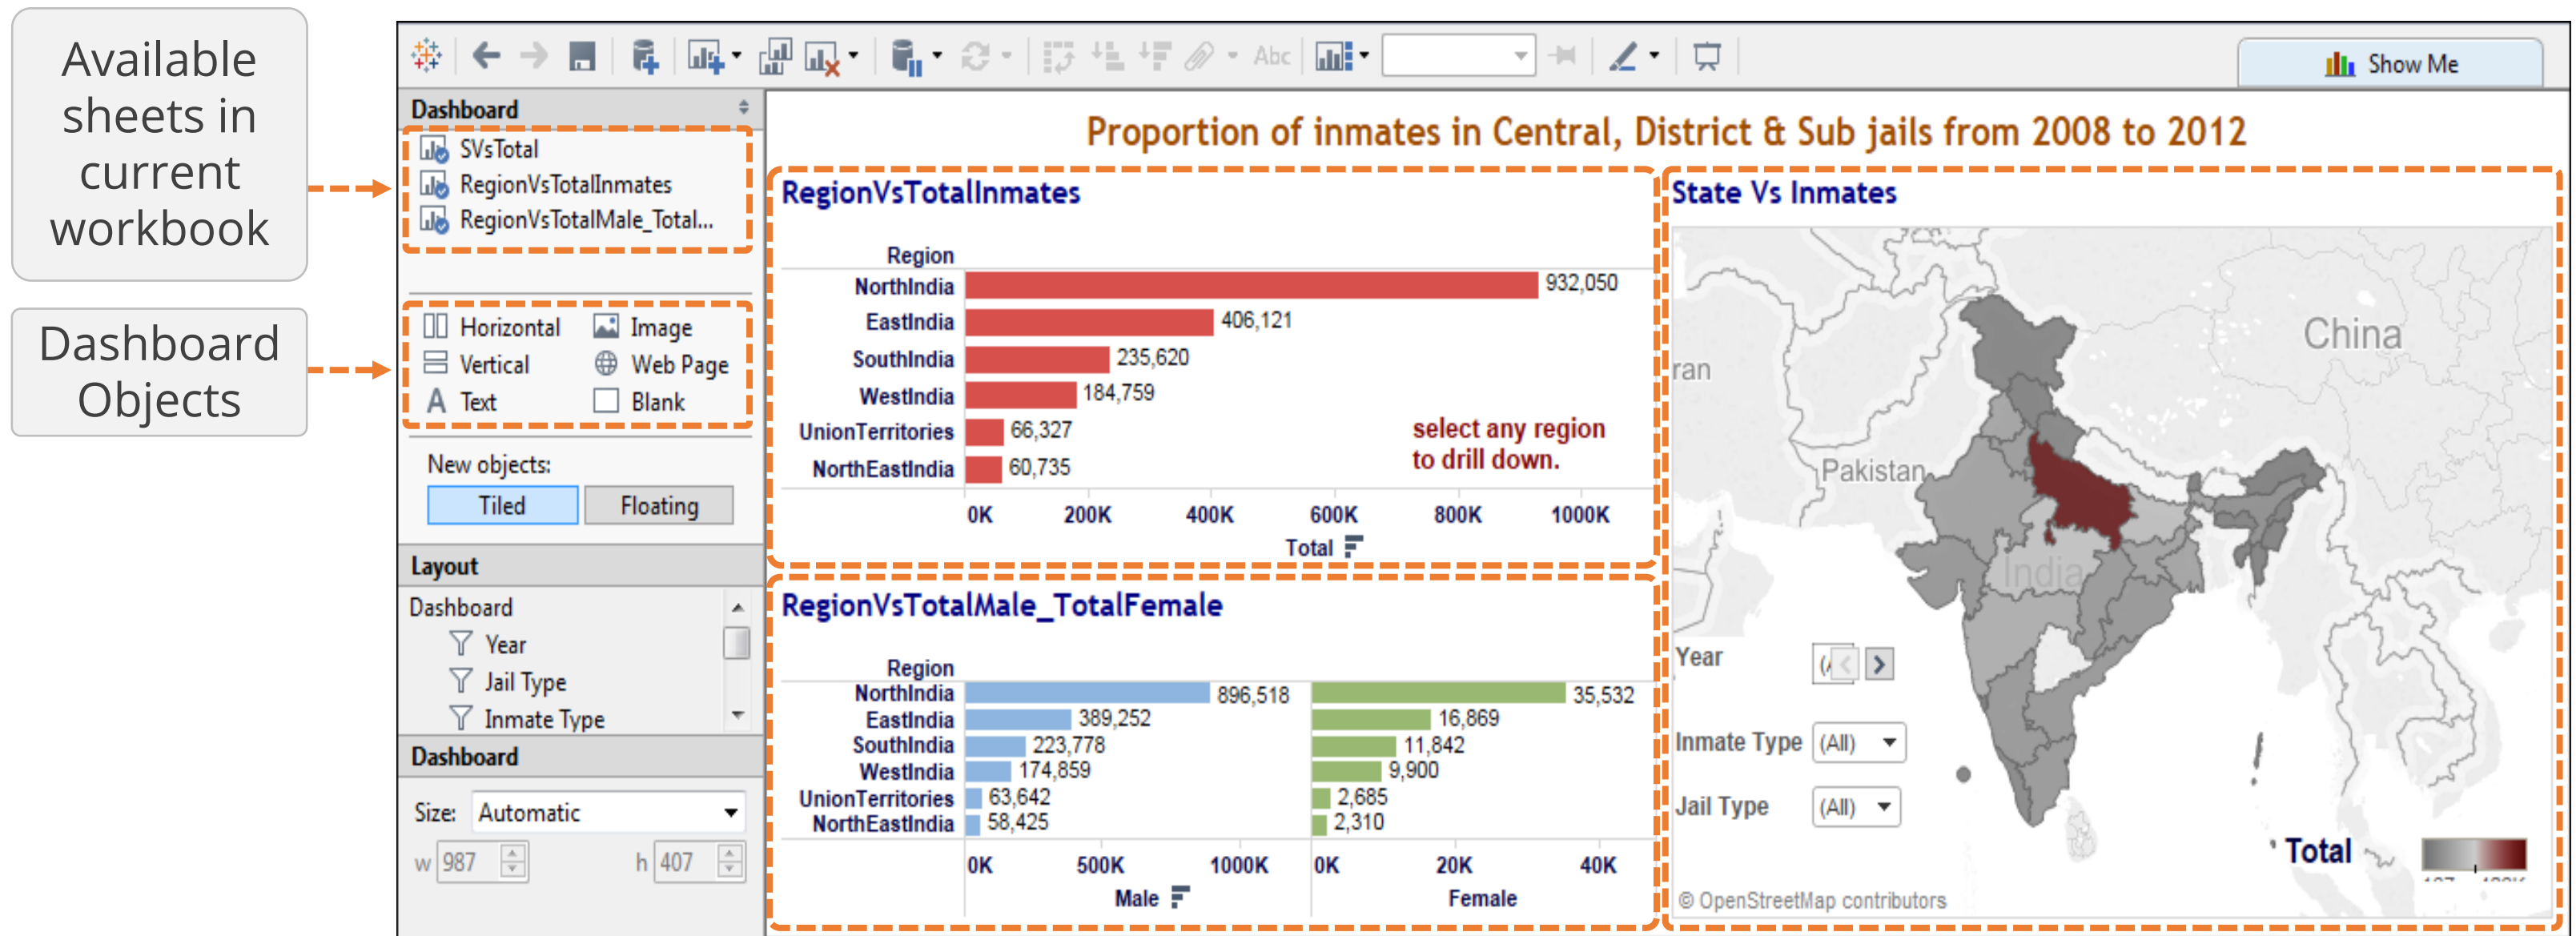 Available
sheets in
current
workbook
Dashboard
Objects
Abc
Show Me
Dashboard
SVsTotal
RegionVsTotalInmates
RegionVsTotalMale_Total...
Horizontal
Image
Vertical
Web Page
A Text
Blank
New objects:
Tiled
Floating
Layout
Dashboard
Year
Jail Type
Inmate Type
Dashboard
Size: Automatic
w 987
h 407
Proportion of inmates in Central, District & Sub jails from 2008 to 2012
RegionVsTotalInmates
Region
NorthIndia 932,050
EastIndia 406,121
SouthIndia 235,620
WestIndia 184,759
UnionTerritories 66,327
NorthEastIndia 60,735
select any region
to drill down.
0K 200K 400K 600K 800K 1000K
Total
RegionVsTotalMale_TotalFemale
Region
NorthIndia 896,518 35,532
EastIndia 389,252 16,869
SouthIndia 223,778 11,842
WestIndia 174,859 9,900
UnionTerritories 63,642 2,685
NorthEastIndia 58,425 2,310
0K 500K 1000K 0K 20K 40K
Male
Female
State Vs Inmates
China
ran
Pakistan
India
Year
Inmate Type (All)
Jail Type (All)
Total
© OpenStreetMap contributors